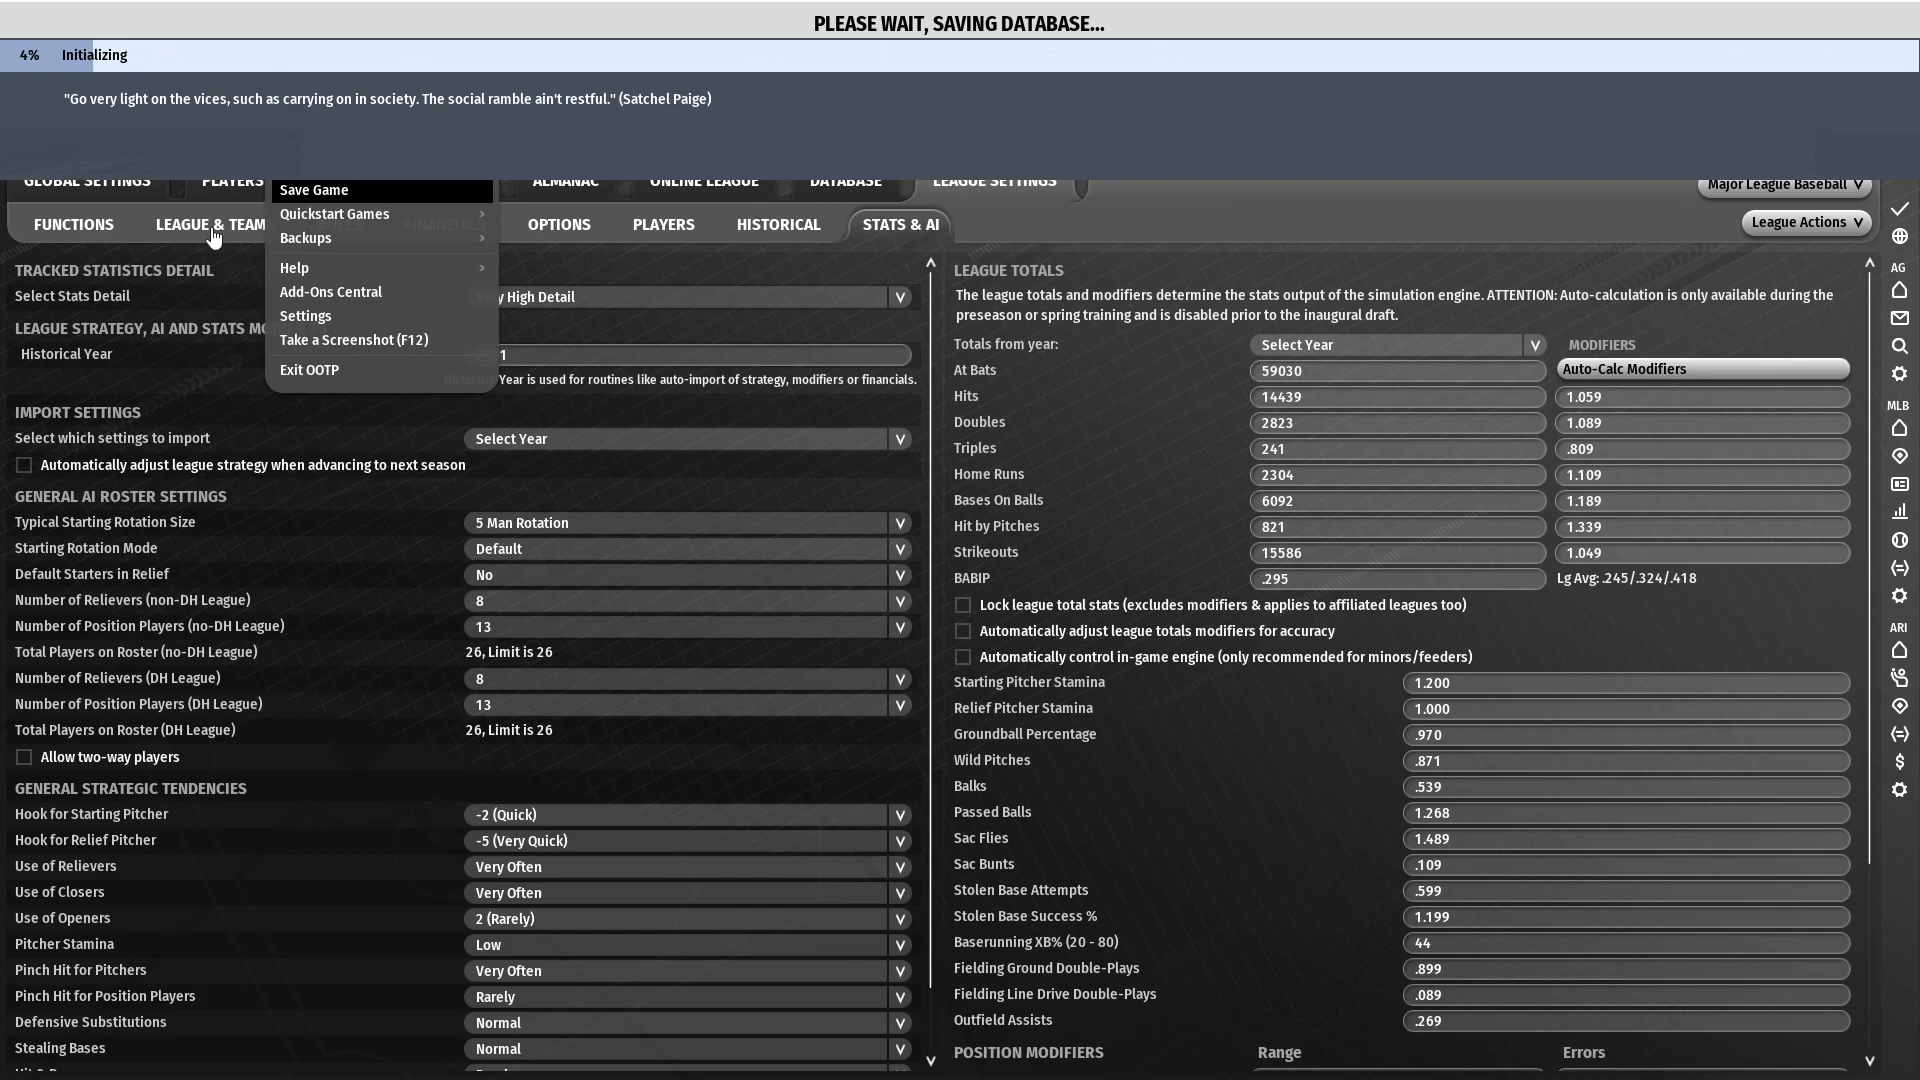 PLEASE WAIT, SAVING DATABASE...
4% Initializing
"Go very light on the vices, such as carrying on in society. The social ramble ain't restful." (Satchel Paige)
GLOBAL SETTINGS PLAYERS ALMANAC ONLINE LEAGUE DATABASE LEAGUE SETTINGS
Major League Baseball
FUNCTIONS LEAGUE & TEAM FINANCIALS OPTIONS PLAYERS HISTORICAL STATS & AI
League Actions
Save Game
Quickstart Games
Backups
Help
Add-Ons Central
Settings
Take a Screenshot (F12)
Exit OOTP
TRACKED STATISTICS DETAIL
Select Stats Detail Very High Detail
LEAGUE STRATEGY, AI AND STATS MO
Historical Year
Historical Year is used for routines like auto-import of strategy, modifiers or financials.
IMPORT SETTINGS
Select which settings to import Select Year
Automatically adjust league strategy when advancing to next season
GENERAL AI ROSTER SETTINGS
Typical Starting Rotation Size 5 Man Rotation
Starting Rotation Mode Default
Default Starters in Relief No
Number of Relievers (non-DH League) 8
Number of Position Players (no-DH League) 13
Total Players on Roster (no-DH League) 26, Limit is 26
Number of Relievers (DH League) 8
Number of Position Players (DH League) 13
Total Players on Roster (DH League) 26, Limit is 26
Allow two-way players
GENERAL STRATEGIC TENDENCIES
Hook for Starting Pitcher -2 (Quick)
Hook for Relief Pitcher -5 (Very Quick)
Use of Relievers Very Often
Use of Closers Very Often
Use of Openers 2 (Rarely)
Pitcher Stamina Low
Pinch Hit for Pitchers Very Often
Pinch Hit for Position Players Rarely
Defensive Substitutions Normal
Stealing Bases Normal
LEAGUE TOTALS
The league totals and modifiers determine the stats output of the simulation engine. ATTENTION: Auto-calculation is only available during the
preseason or spring training and is disabled prior to the inaugural draft.
Totals from year: Select Year MODIFIERS
At Bats 59030 Auto-Calc Modifiers
Hits 14439 1.059
Doubles 2823 1.089
Triples 241 .809
Home Runs 2304 1.109
Bases On Balls 6092 1.189
Hit by Pitches 821 1.339
Strikeouts 15586 1.049
BABIP .295 Lg Avg: .245/.324/.418
Lock league total stats (excludes modifiers & applies to affiliated leagues too)
Automatically adjust league totals modifiers for accuracy
Automatically control in-game engine (only recommended for minors/feeders)
Starting Pitcher Stamina 1.200
Relief Pitcher Stamina 1.000
Groundball Percentage .970
Wild Pitches .871
Balks .539
Passed Balls 1.268
Sac Flies 1.489
Sac Bunts .109
Stolen Base Attempts .599
Stolen Base Success % 1.199
Baserunning XB% (20 - 80) 44
Fielding Ground Double-Plays .899
Fielding Line Drive Double-Plays .089
Outfield Assists .269
POSITION MODIFIERS Range Errors
AG
MLB
ARI